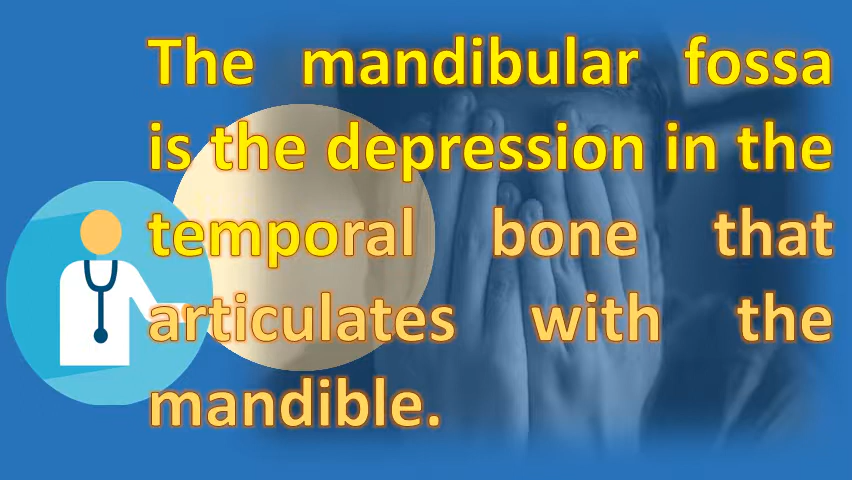 The mandibular fossa
is the depression in the
temporal bone that
articulates with the
mandible.